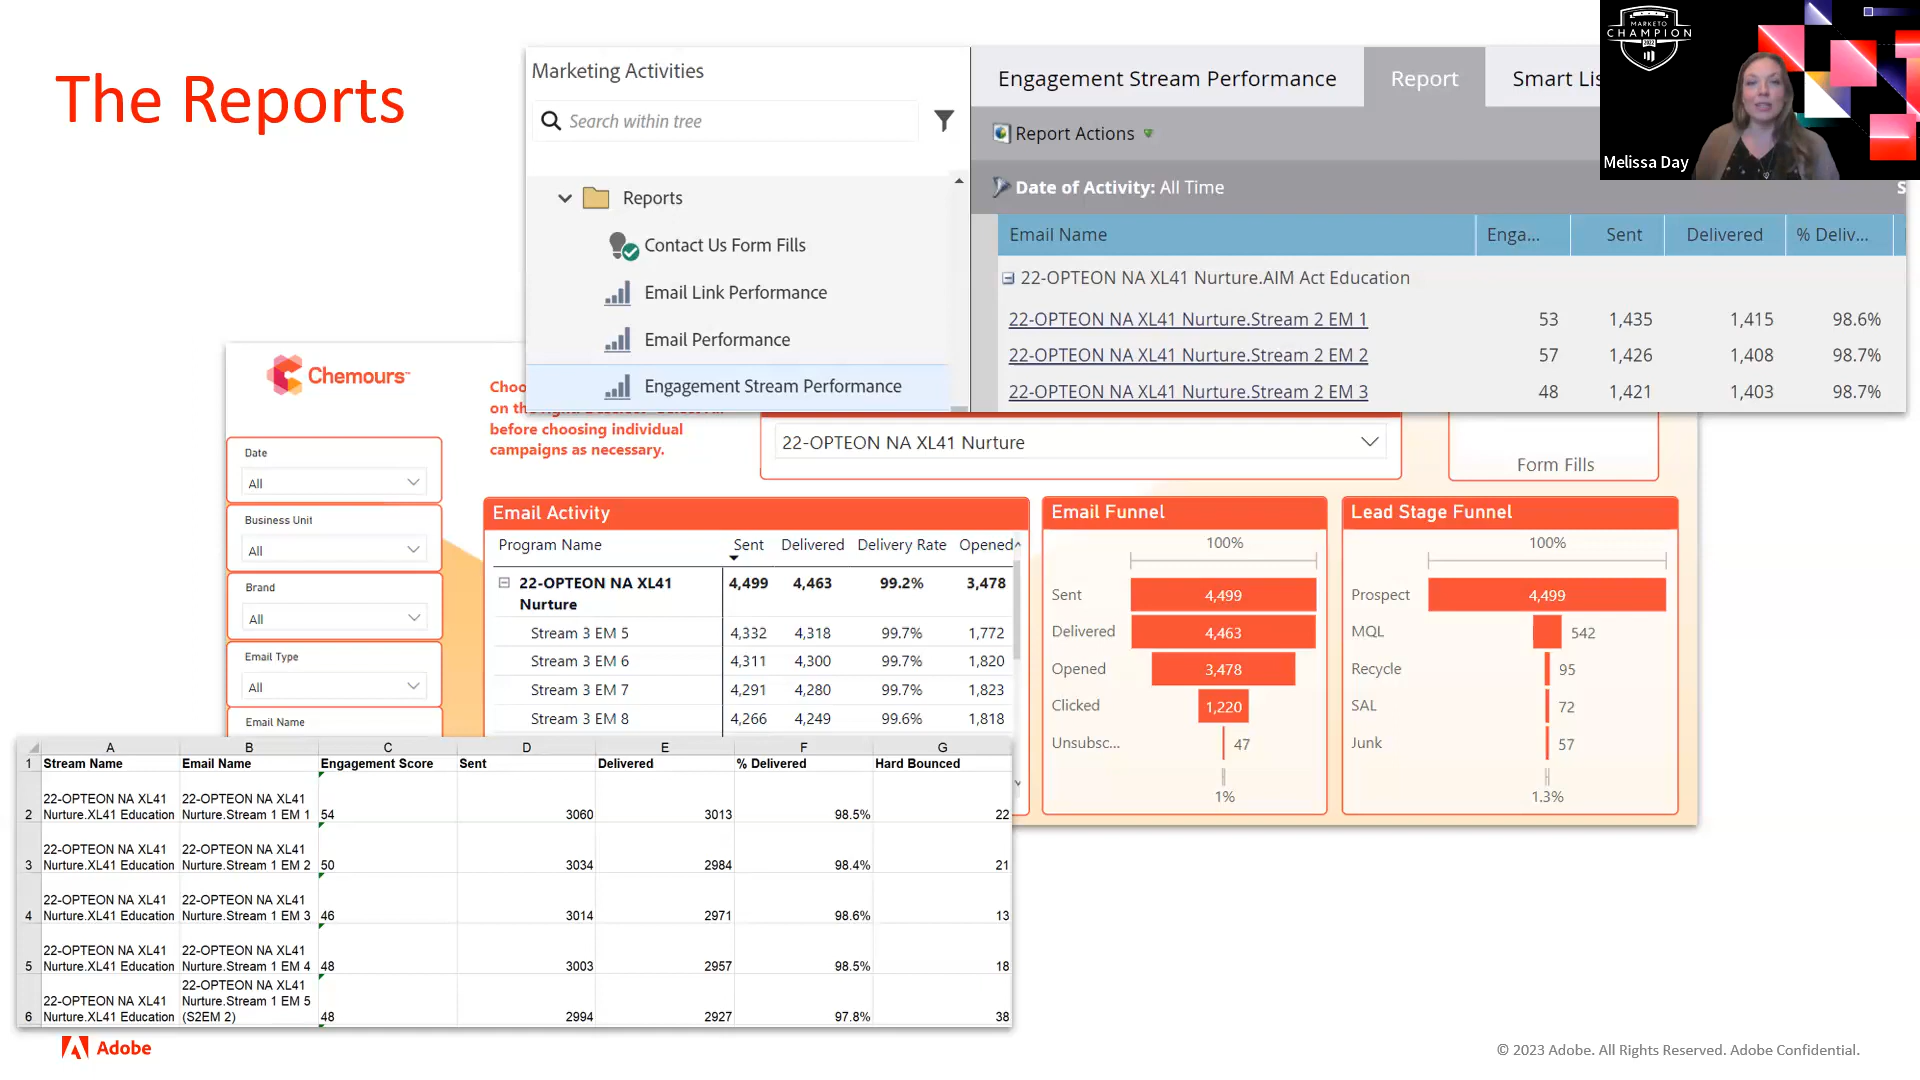 The Reports
Marketing Activities
Search within tree
Reports
Contact Us Form Fills
Email Link Performance
Email Performance
Engagement Stream Performance
Engagement Stream Performance
Report
Smart Lis
Report Actions
Date of Activity: All Time
S
Email Name Enga... Sent Delivered % Deliv...
22-OPTEON NA XL41 Nurture.AIM Act Education
22-OPTEON NA XL41 Nurture.Stream 2 EM 1 53 1,435 1,415 98.6%
22-OPTEON NA XL41 Nurture.Stream 2 EM 2 57 1,426 1,408 98.7%
22-OPTEON NA XL41 Nurture.Stream 2 EM 3 48 1,421 1,403 98.7%
MARKETO
CHAMPION
Melissa Day
Chemours™
Choo
on the
before choosing individual
campaigns as necessary.
22-OPTEON NA XL41 Nurture
Form Fills
Date
All
Business Unit
All
Brand
All
Email Type
All
Email Name
Email Activity
Program Name Sent Delivered Delivery Rate Opened
22-OPTEON NA XL41 4,499 4,463 99.2% 3,478
Nurture
Stream 3 EM 5 4,332 4,318 99.7% 1,772
Stream 3 EM 6 4,311 4,300 99.7% 1,820
Stream 3 EM 7 4,291 4,280 99.7% 1,823
Stream 3 EM 8 4,266 4,249 99.6% 1,818
Email Funnel
100%
Sent 4,499
Delivered 4,463
Opened 3,478
Clicked 1,220
Unsubsc... 47
1%
Lead Stage Funnel
100%
Prospect 4,499
MQL 542
Recycle 95
SAL 72
Junk 57
1.3%
A B C D E F G
1 Stream Name Email Name Engagement Score Sent Delivered % Delivered Hard Bounced
22-OPTEON NA XL41 22-OPTEON NA XL41
2 Nurture.XL41 Education Nurture.Stream 1 EM 1 54 3060 3013 98.5% 22
22-OPTEON NA XL41 22-OPTEON NA XL41
3 Nurture.XL41 Education Nurture.Stream 1 EM 2 50 3034 2984 98.4% 21
22-OPTEON NA XL41 22-OPTEON NA XL41
4 Nurture.XL41 Education Nurture.Stream 1 EM 3 46 3014 2971 98.6% 13
22-OPTEON NA XL41 22-OPTEON NA XL41
5 Nurture.XL41 Education Nurture.Stream 1 EM 4 48 3003 2957 98.5% 18
22-OPTEON NA XL41
22-OPTEON NA XL41 Nurture.Stream 1 EM 5
6 Nurture.XL41 Education (S2EM 2) 48 2994 2927 97.8% 38
Adobe
© 2023 Adobe. All Rights Reserved. Adobe Confidential.